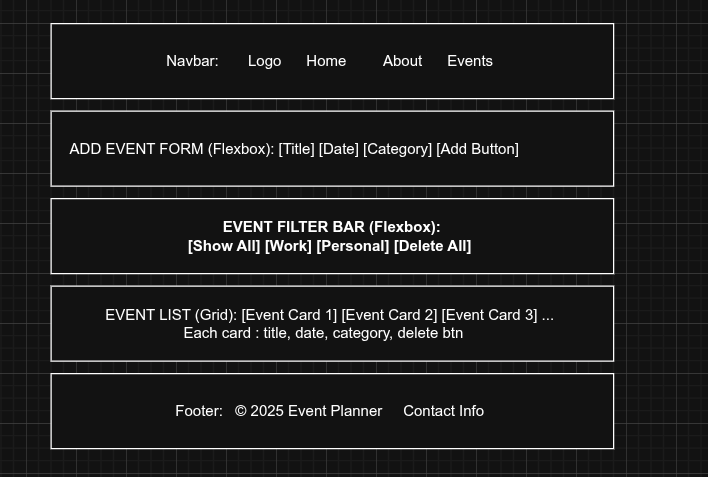 Navbar: Logo Home About Events
ADD EVENT FORM (Flexbox): [Title] [Date] [Category] [Add Button]
EVENT FILTER BAR (Flexbox):
[Show All] [Work] [Personal] [Delete All]
EVENT LIST (Grid): [Event Card 1] [Event Card 2] [Event Card 3] ...
Each card : title, date, category, delete btn
Footer: © 2025 Event Planner Contact Info